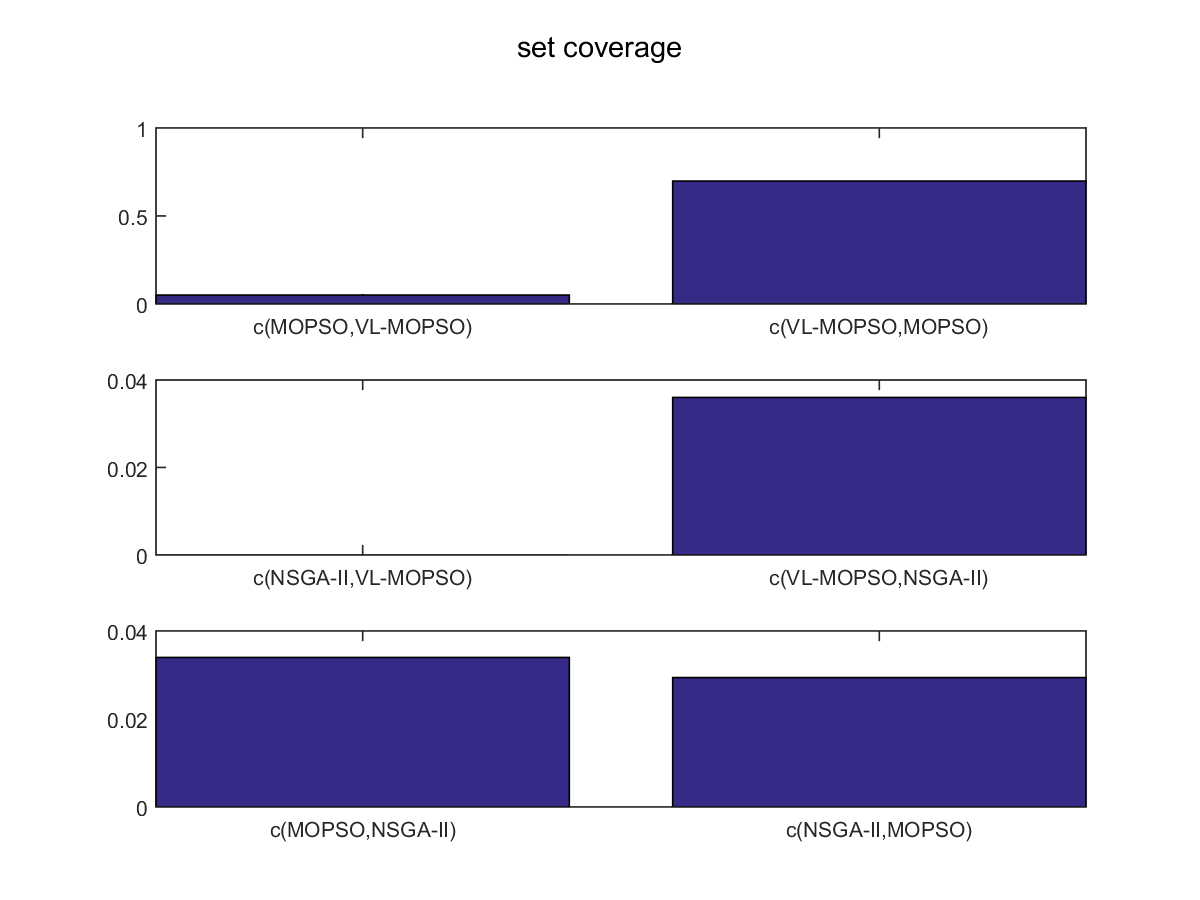 set coverage
1
0.5
0
c(MOPSO,VL-MOPSO) c(VL-MOPSO,MOPSO)
0.04
0.02
0
c(NSGA-II,VL-MOPSO) c(VL-MOPSO,NSGA-II)
0.04
0.02
0
c(MOPSO,NSGA-II) c(NSGA-II,MOPSO)